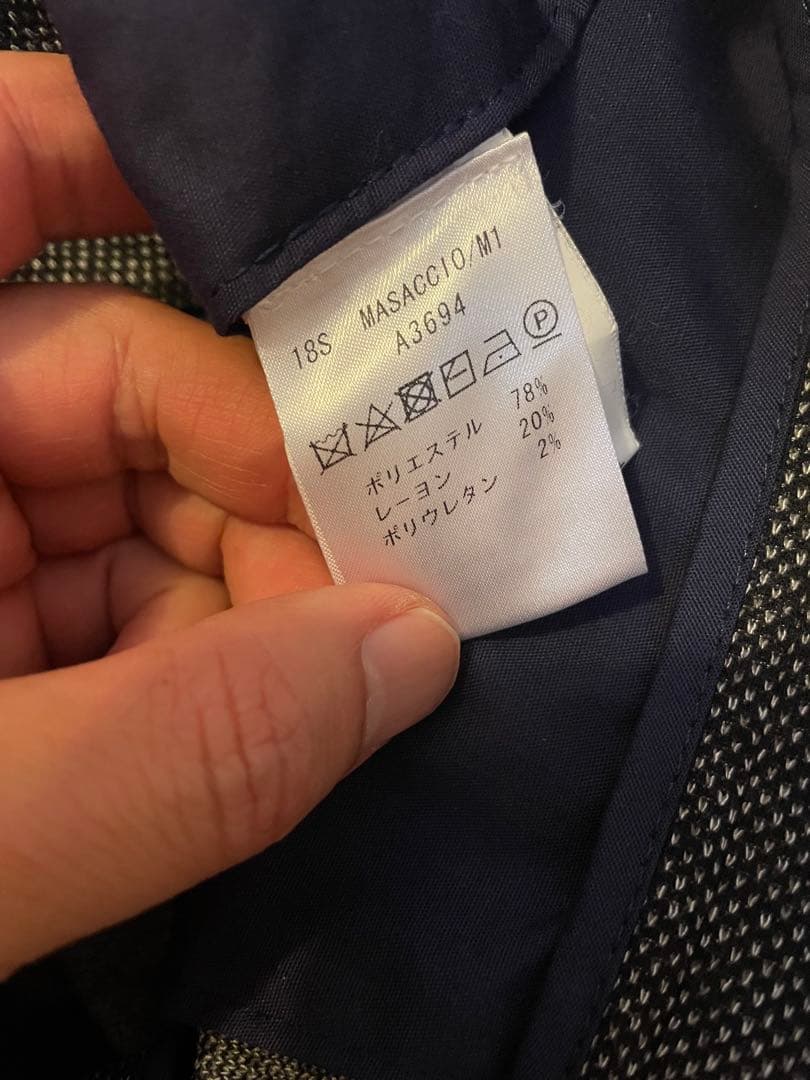 18S MASACCIO/M1
A3694
P
ポリエステル 78%
レーヨン 20%
ポリウレタン 2%